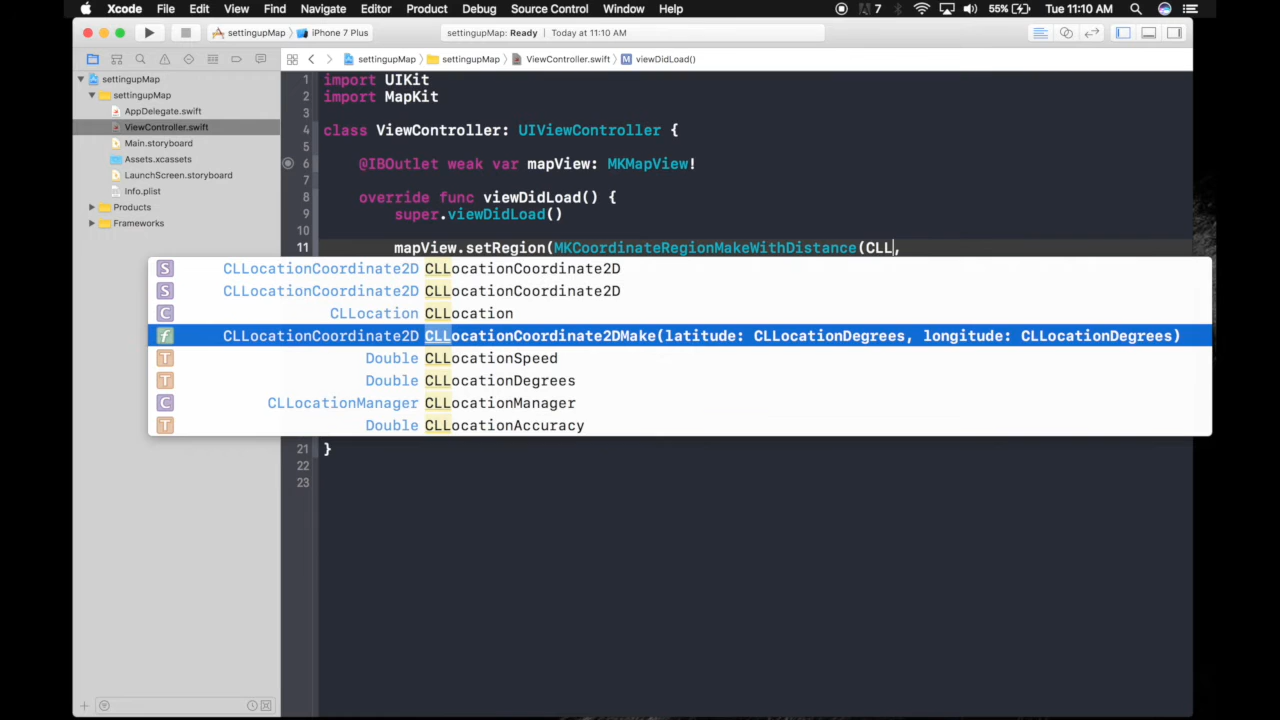 Xcode File Edit View Find Navigate Editor Product Debug Source Control Window Help 7 55% Tue 11:10 AM
settingupMap iPhone 7 Plus settingupMap: Ready Today at 11:10 AM
settingupMap settingupMap ViewController.swift M viewDidLoad()
settingupMap
settingupMap
AppDelegate.swift
ViewController.swift
Main.storyboard
Assets.xcassets
LaunchScreen.storyboard
Info.plist
Products
Frameworks
1 import UIKit
2 import MapKit
3
4 class ViewController: UIViewController {
5
6 @IBOutlet weak var mapView: MKMapView!
7
8 override func viewDidLoad() {
9 super.viewDidLoad()
10
11 mapView.setRegion(MKCoordinateRegionMakeWithDistance(CLL,
S CLLocationCoordinate2D CLLocationCoordinate2D
S CLLocationCoordinate2D CLLocationCoordinate2D
C CLLocation CLLocation
f CLLocationCoordinate2D CLLocationCoordinate2DMake(latitude: CLLocationDegrees, longitude: CLLocationDegrees)
T Double CLLocationSpeed
T Double CLLocationDegrees
C CLLocationManager CLLocationManager
T Double CLLocationAccuracy
21 }
22
23